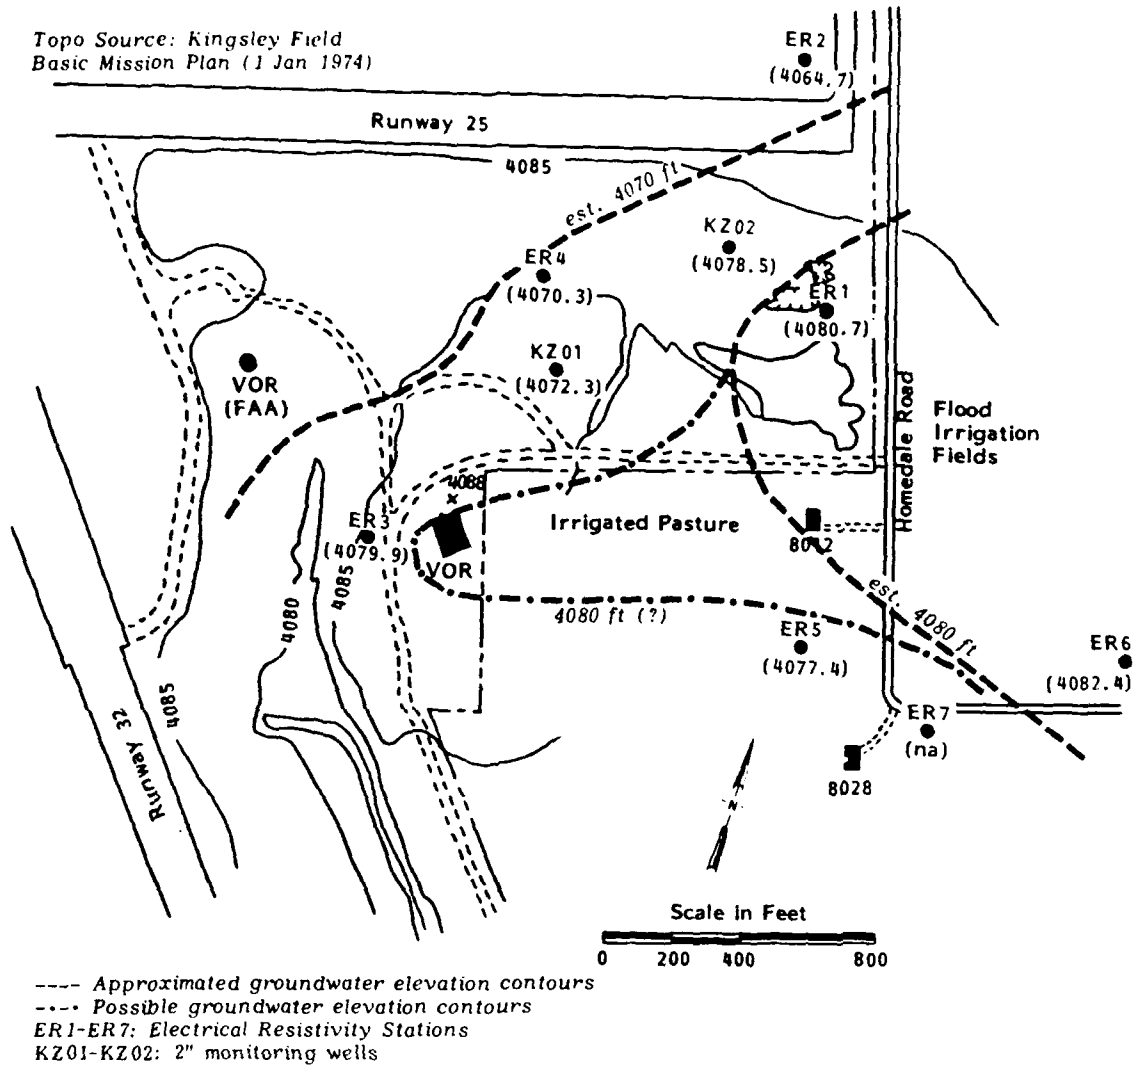 Topo Source: Kingsley Field
Basic Mission Plan (1 Jan 1974)
ER2
(4064.7)
Runway 25
4085
est. 4070 ft
KZ02
(4078.5)
ER4
(4070.3)
ER1
(4080.7)
KZ01
(4072.3)
VOR
(FAA)
Homedale Road
Flood
Irrigation
Fields
4088
x
ER3
(4079.9)
VOR
Irrigated Pasture
8012
4080
4085
4080 ft (?)
est. 4080 ft
ER5
(4077.4)
ER6
(4082.4)
4085
Runway 32
ER7
(na)
8028
N
Scale in Feet
0 200 400 800
---- Approximated groundwater elevation contours
-·-·- Possible groundwater elevation contours
ER1-ER7: Electrical Resistivity Stations
KZ01-KZ02: 2" monitoring wells